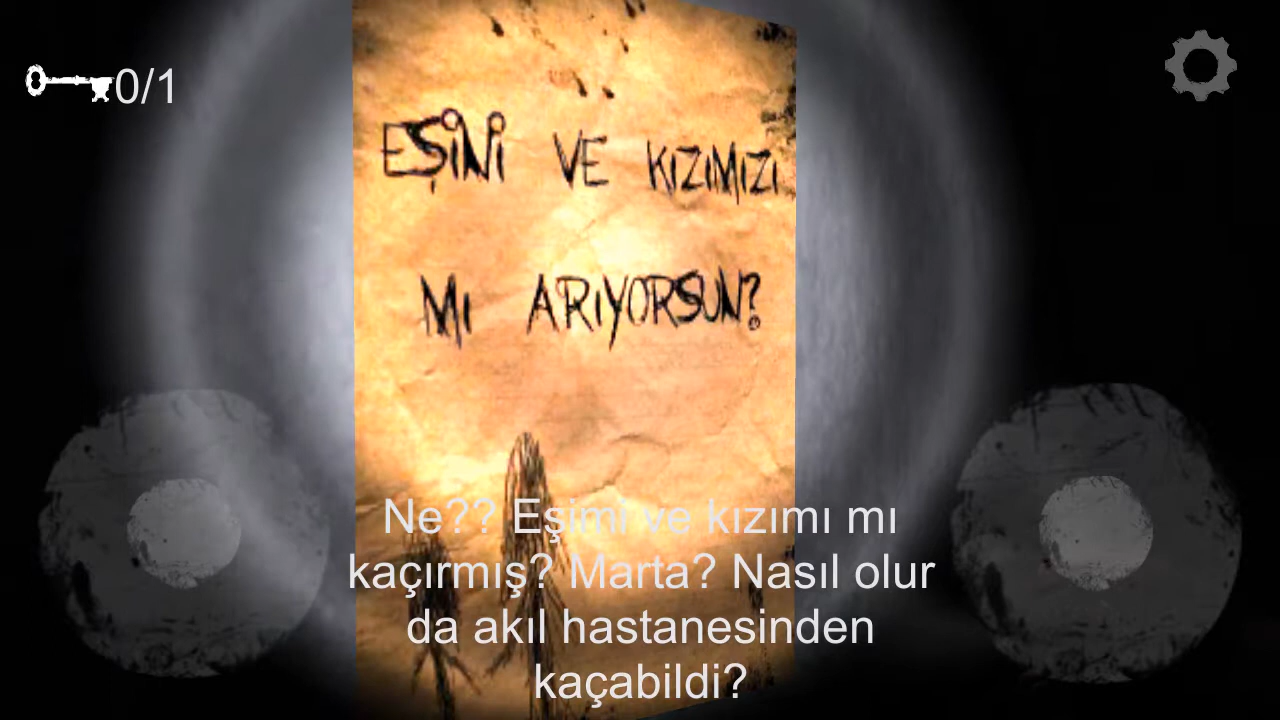 0/1
EŞİNİ VE KIZIMIZI
MI ARIYORSUN?
Ne?? Eşimi ve kızımı mı
kaçırmış? Marta? Nasıl olur
da akıl hastanesinden
kaçabildi?